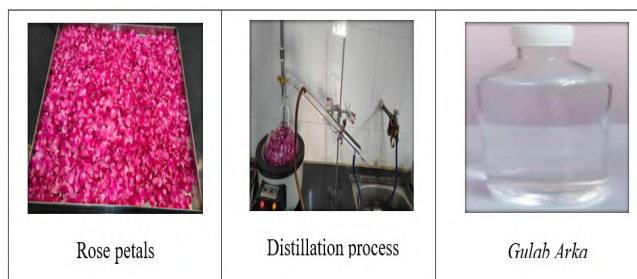 Rose petals
Distillation process
Gulab Arka